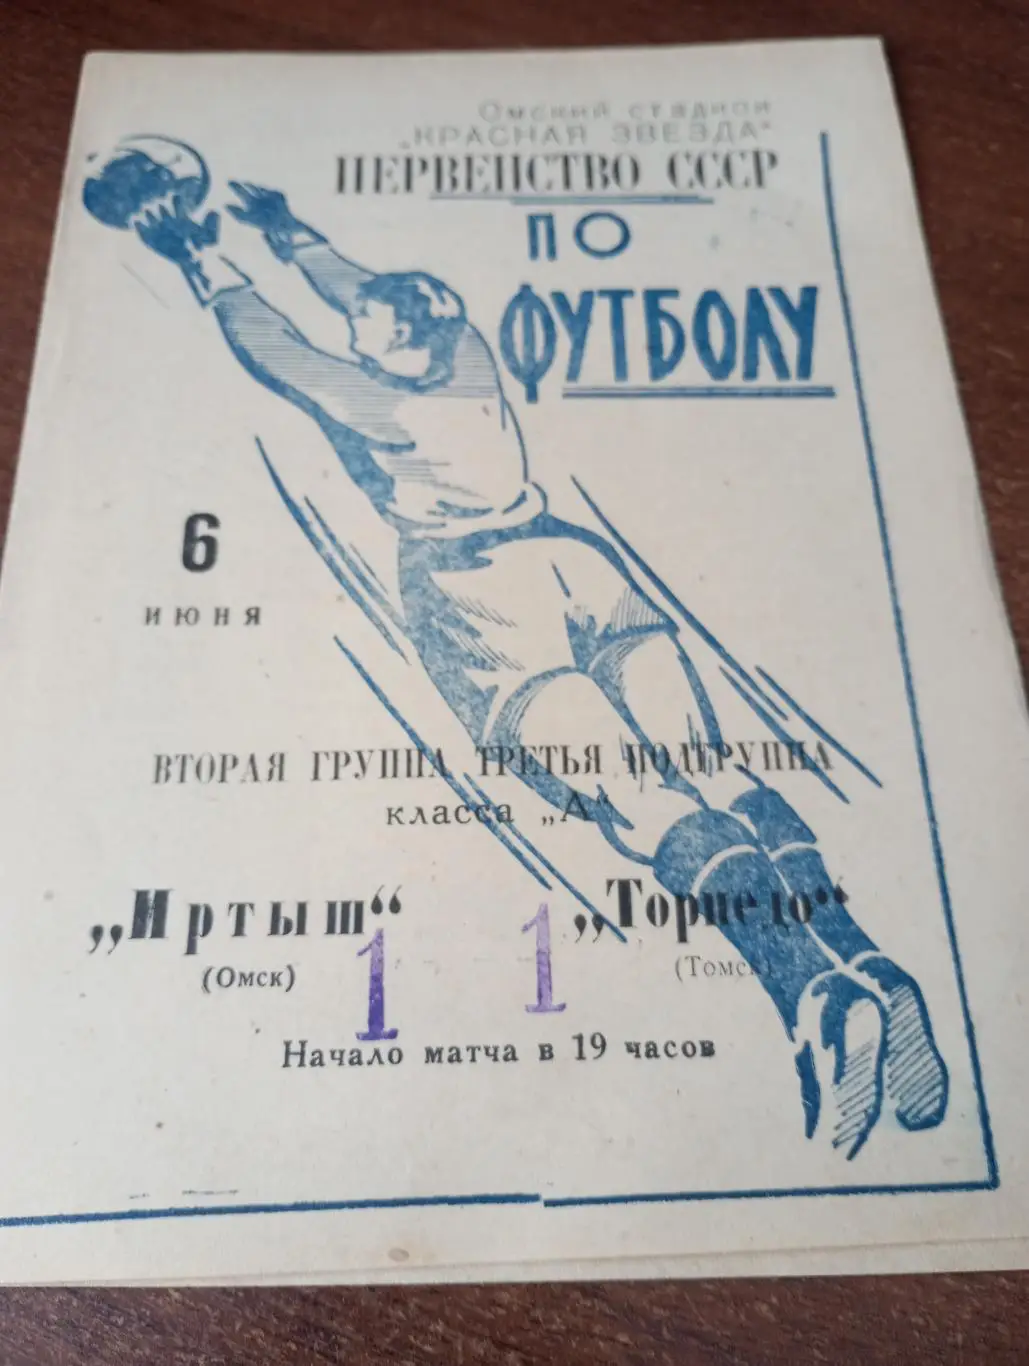 Омский стадион
„КРАСНАЯ ЗВЕЗДА"
ПЕРВЕНСТВО СССР
ПО
ФУТБОЛУ
6
июня
ВТОРАЯ ГРУППА ТРЕТЬЯ ПОДГРУППА
класса „А"
„Иртыш“ „Торпедо“
(Омск) 1 1 (Томск)
Начало матча в 19 часов